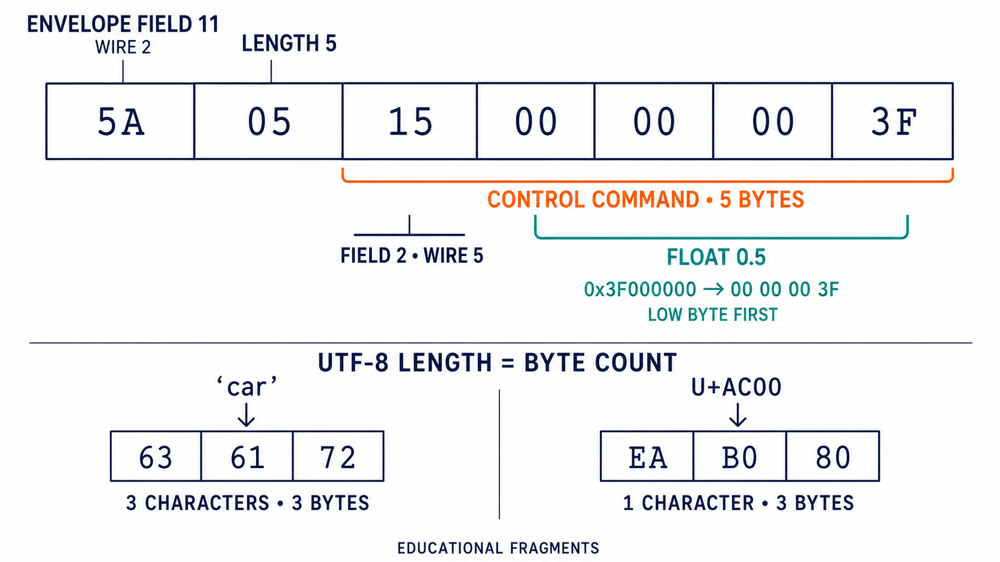 ENVELOPE FIELD 11
WIRE 2
LENGTH 5
5A 05 15 00 00 00 3F
CONTROL COMMAND • 5 BYTES
FIELD 2 • WIRE 5
FLOAT 0.5
0x3F000000 → 00 00 00 3F
LOW BYTE FIRST
UTF-8 LENGTH = BYTE COUNT
‘car’
63 61 72
3 CHARACTERS • 3 BYTES
U+AC00
EA B0 80
1 CHARACTER • 3 BYTES
EDUCATIONAL FRAGMENTS